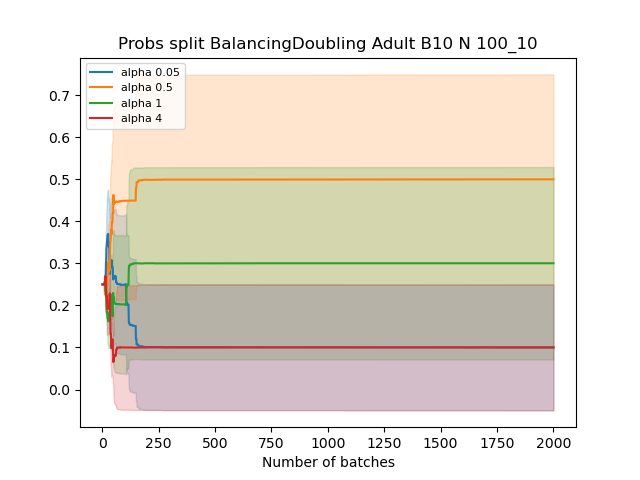 Probs split BalancingDoubling Adult B10 N 100_10
alpha 0.05
alpha 0.5
alpha 1
alpha 4
0.7
0.6
0.5
0.4
0.3
0.2
0.1
0.0
0 250 500 750 1000 1250 1500 1750 2000
Number of batches